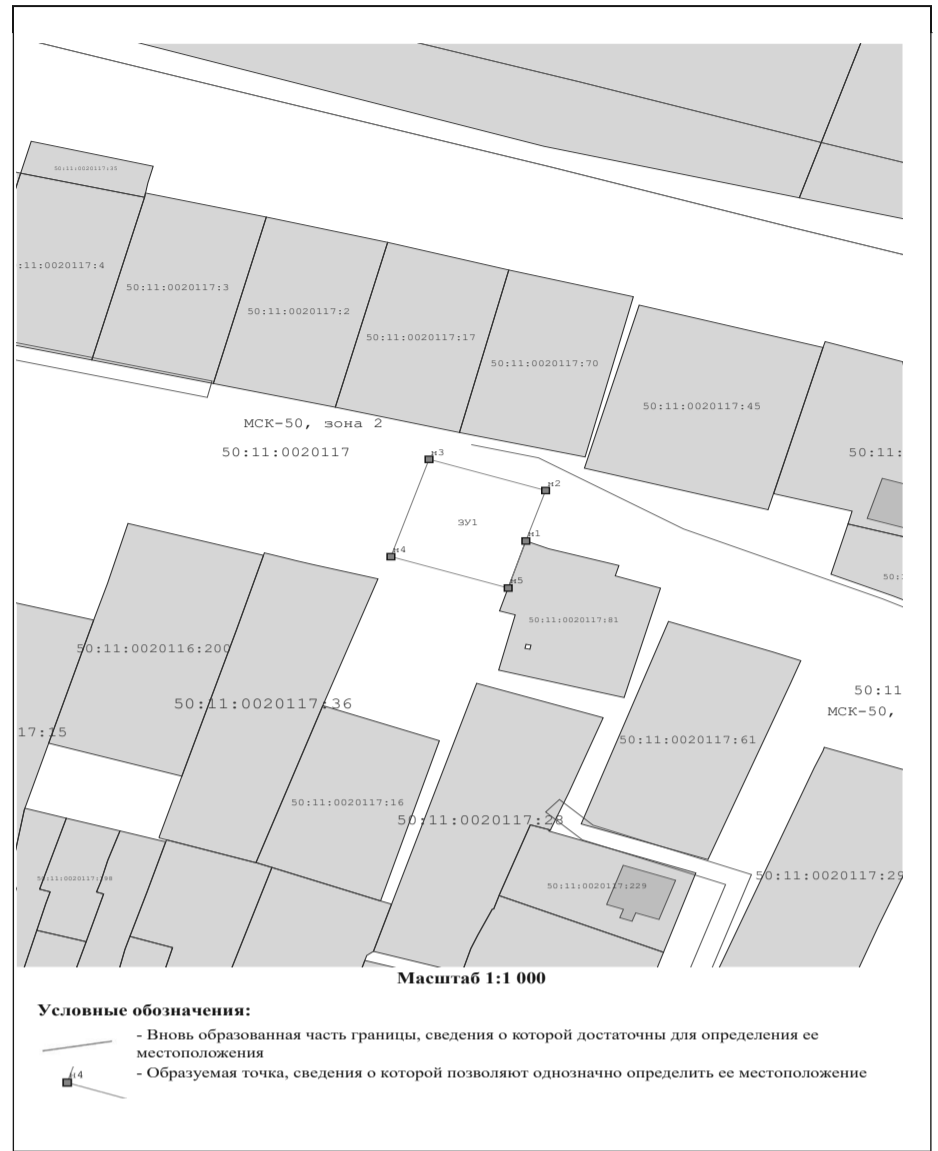 50:11:0020117:35
:11:0020117:4
50:11:0020117:3
50:11:0020117:2
50:11:0020117:17
50:11:0020117:70
50:11:0020117:45
МСК-50, зона 2
50:11:0020117
50:11:
н3
н2
ЗУ1
н1
н4
н5
50:
50:11:0020117:81
50:11:0020116:200
50:11:0020117:36
17:15
50:11
МСК-50,
50:11:0020117:61
50:11:0020117:16
50:11:0020117:28
50:11:0020117:29
50:11:0020117:229
Масштаб 1:1 000
Условные обозначения:
- Вновь образованная часть границы, сведения о которой достаточны для определения ее
местоположения
н4
- Образуемая точка, сведения о которой позволяют однозначно определить ее местоположение